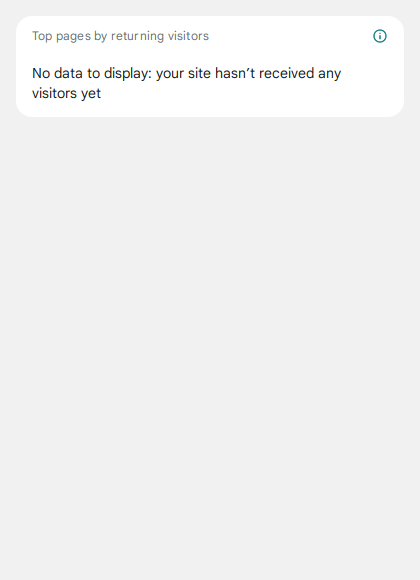 Top pages by returning visitors
No data to display: your site hasn’t received any
visitors yet